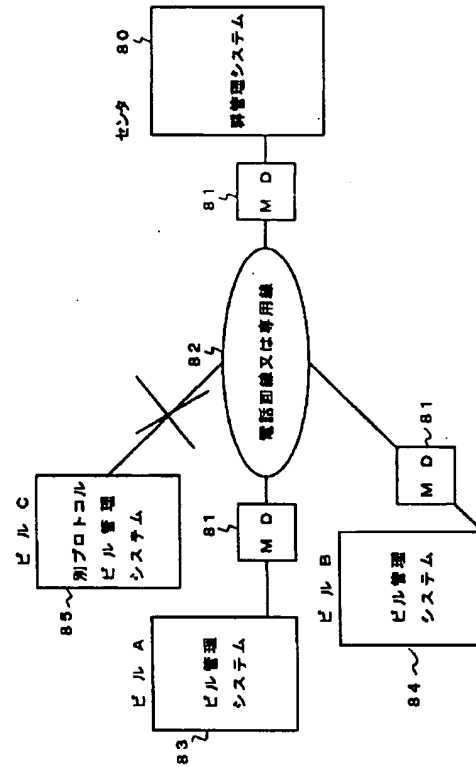 センタ
80
群管理システム
81
M D
82
電話回線又は専用線
ビル C
別プロトコル
ビル 管理
システム
85
81
M D
ビル A
ビル管理
システム
83
81
M D
ビル B
ビル管理
システム
84